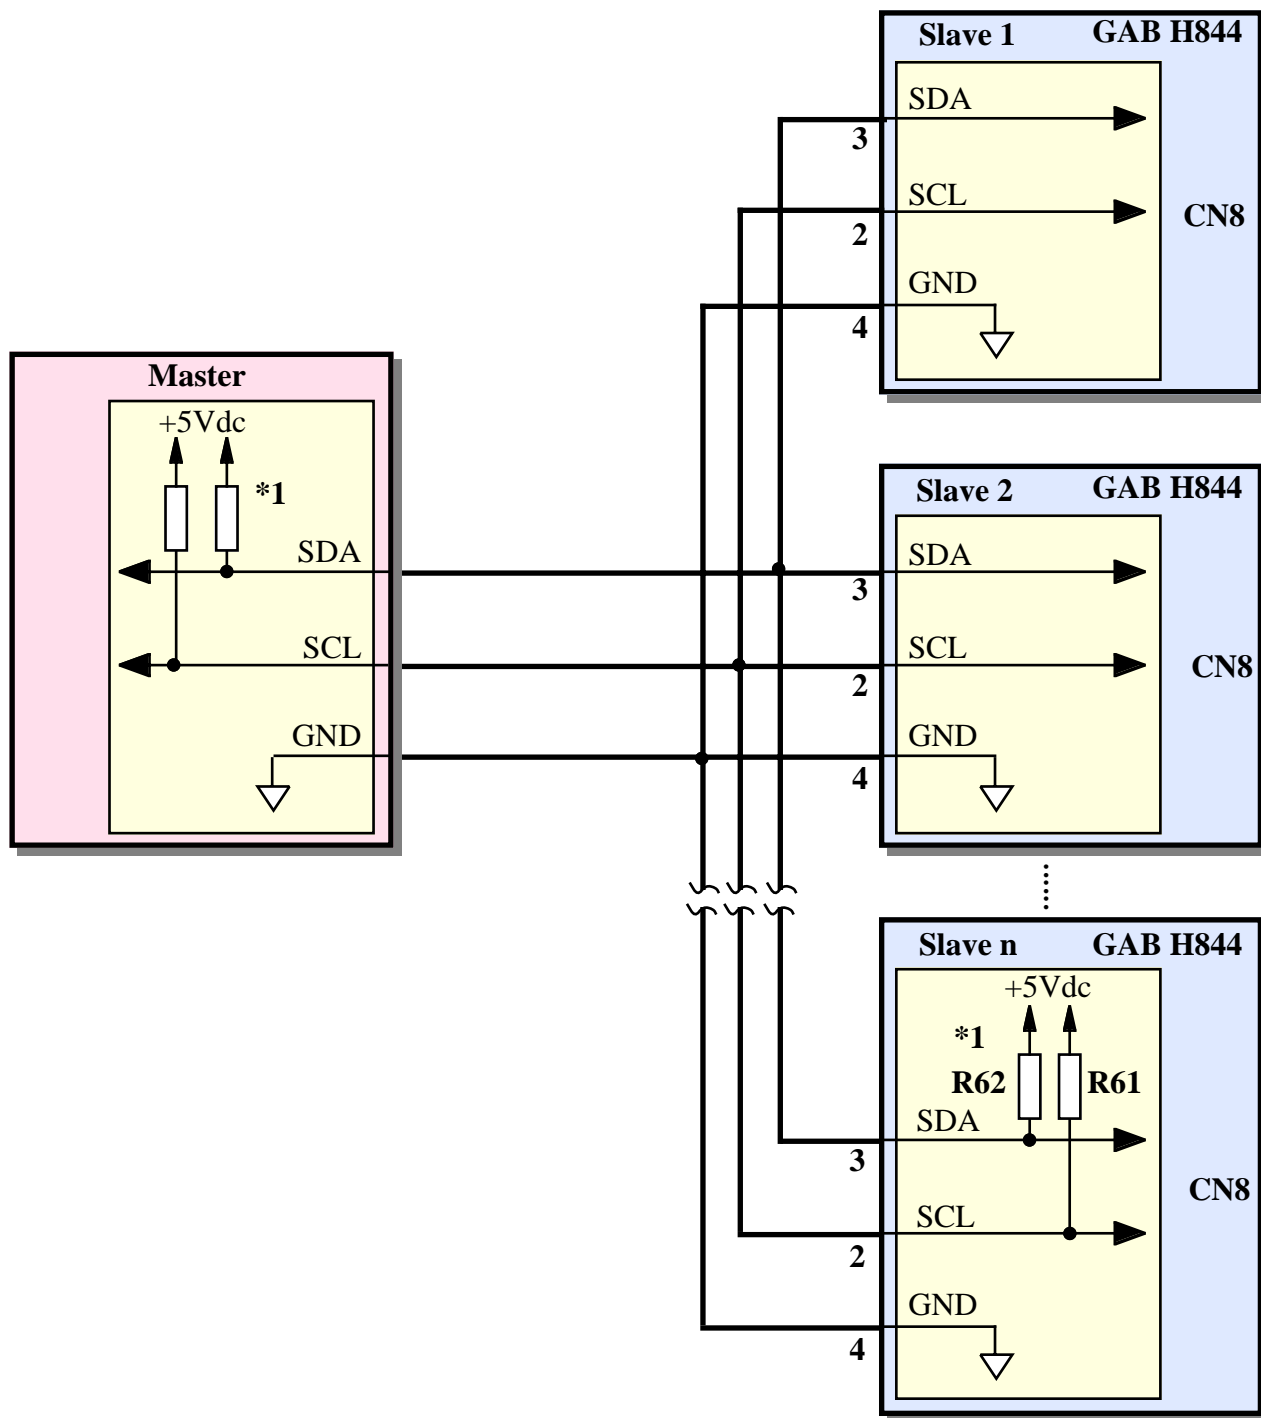 Slave 1 GAB H844
SDA
3
SCL
2
CN8
GND
4
Master
+5Vdc
*1
SDA
SCL
GND
Slave 2 GAB H844
SDA
3
SCL
2
CN8
GND
4
Slave n GAB H844
+5Vdc
*1
R62 R61
SDA
3
CN8
SCL
2
GND
4